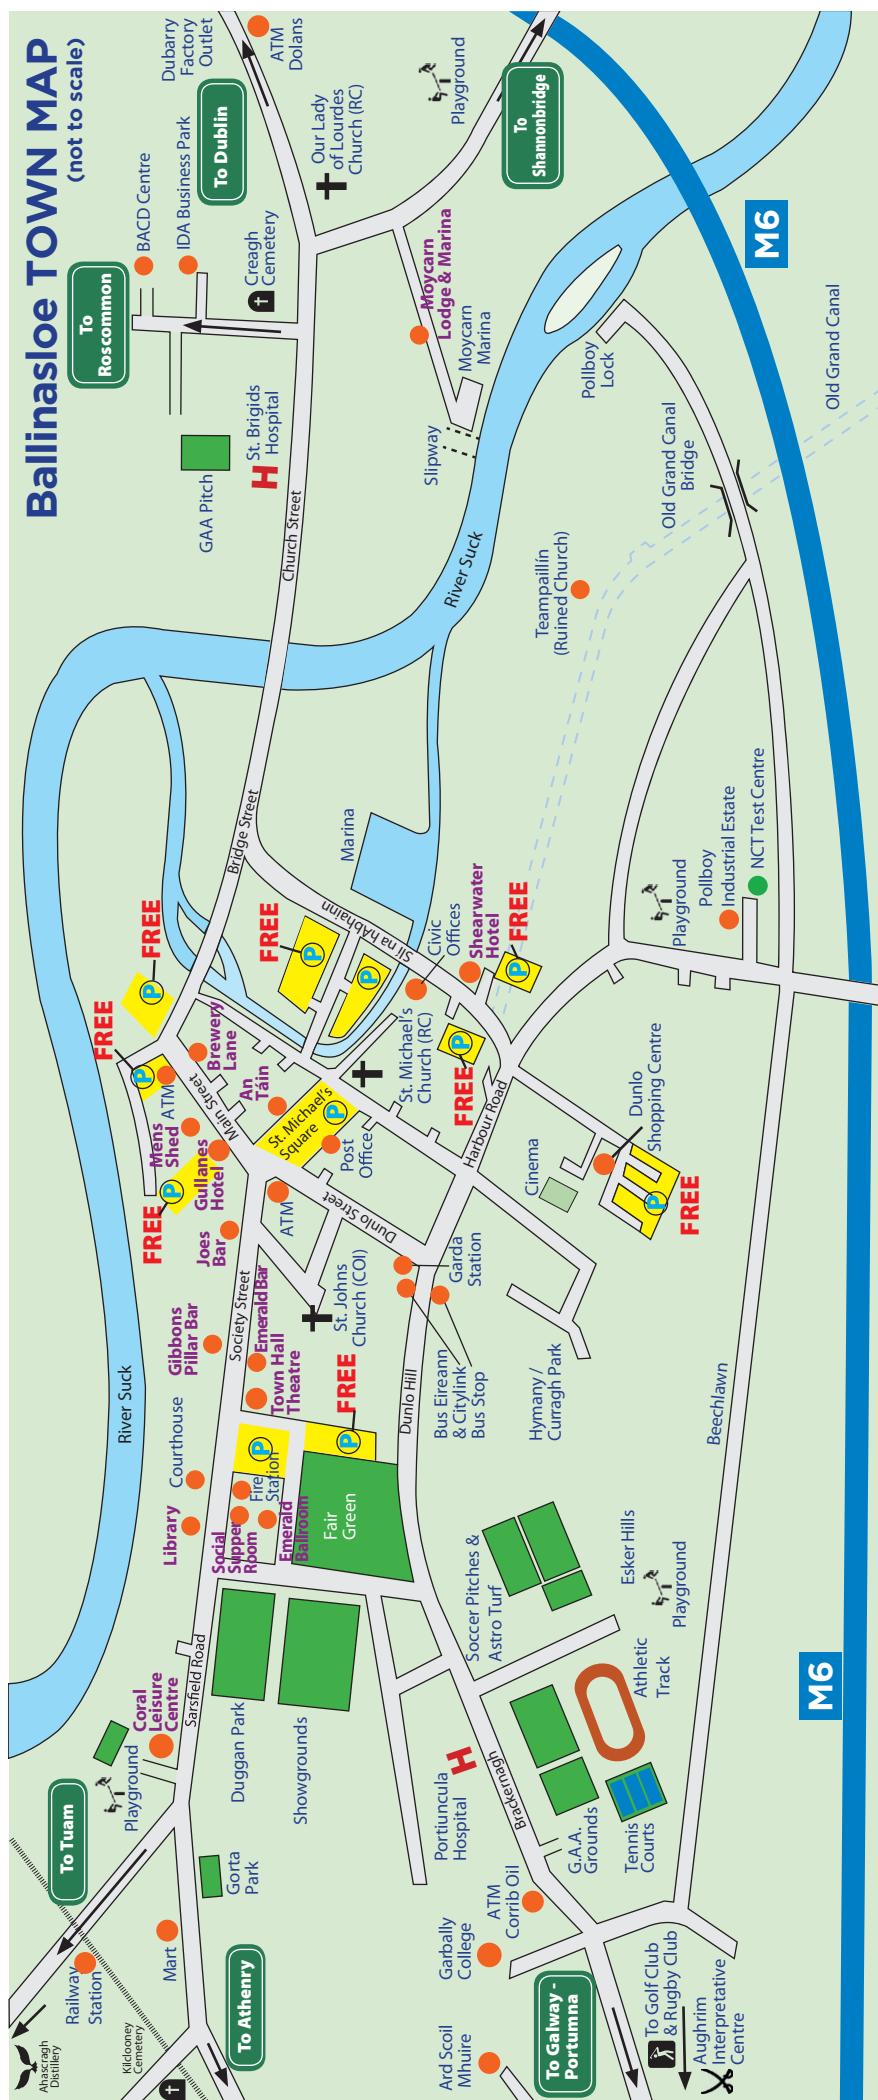 Ballinasloe TOWN MAP
(not to scale)
Dubarry
Factory
Outlet
ATM
Dolans
To Dublin
BACD Centre
IDA Business Park
To
Roscommon
Creagh
Cemetery
Our Lady
of Lourdes
Church (RC)
Playground
To
Shannonbridge
M6
Moycarn
Lodge & Marina
Moycarn
Marina
Slipway
Pollboy
Lock
Old Grand Canal
Old Grand Canal
Bridge
St. Brigids
Hospital
H
GAA Pitch
Church Street
River Suck
Teampaillín
(Ruined Church)
Bridge Street
Marina
Slí na hAbhainn
Civic
Offices
Shearwater
Hotel
FREE
P
FREE
P
P
FREE
P
FREE
P
FREE
P
Playground
Pollboy
Industrial Estate
NCT Test Centre
Brewery
Lane
ATM
Main Street
An
Táin
Mens
Shed
Gullanes
Hotel
FREE
P
St. Michael's
Square
P
Post
Office
St. Michael's
Church (RC)
Harbour Road
Cinema
Dunlo
Shopping Centre
P
FREE
Joes
Bar
ATM
Dunlo Street
Society Street
Gibbons
Pillar Bar
Emerald Bar
Town Hall
Theatre
St. Johns
Church (COI)
Garda
Station
Bus Eireann
& Citylink
Bus Stop
Hymany /
Curragh Park
Dunlo Hill
FREE
P
P
River Suck
Courthouse
Library
Fire
Station
Social
Supper
Room
Emerald
Ballroom
Fair
Green
Beechlawn
Soccer Pitches &
Astro Turf
Esker Hills
Playground
Athletic
Track
M6
Sarsfield Road
Coral
Leisure
Centre
Duggan Park
Showgrounds
Playground
Portiuncula
Hospital
H
Brackernagh
G.A.A.
Grounds
Tennis
Courts
To Tuam
Gorta
Park
Mart
Railway
Station
ATM
Corrib Oil
Garbally
College
Ard Scoil
Mhuire
To Athenry
To Galway -
Portumna
To Golf Club
& Rugby Club
Aughrim
Interpretative
Centre
Kilclooney
Cemetery
Ahascragh
Distillery